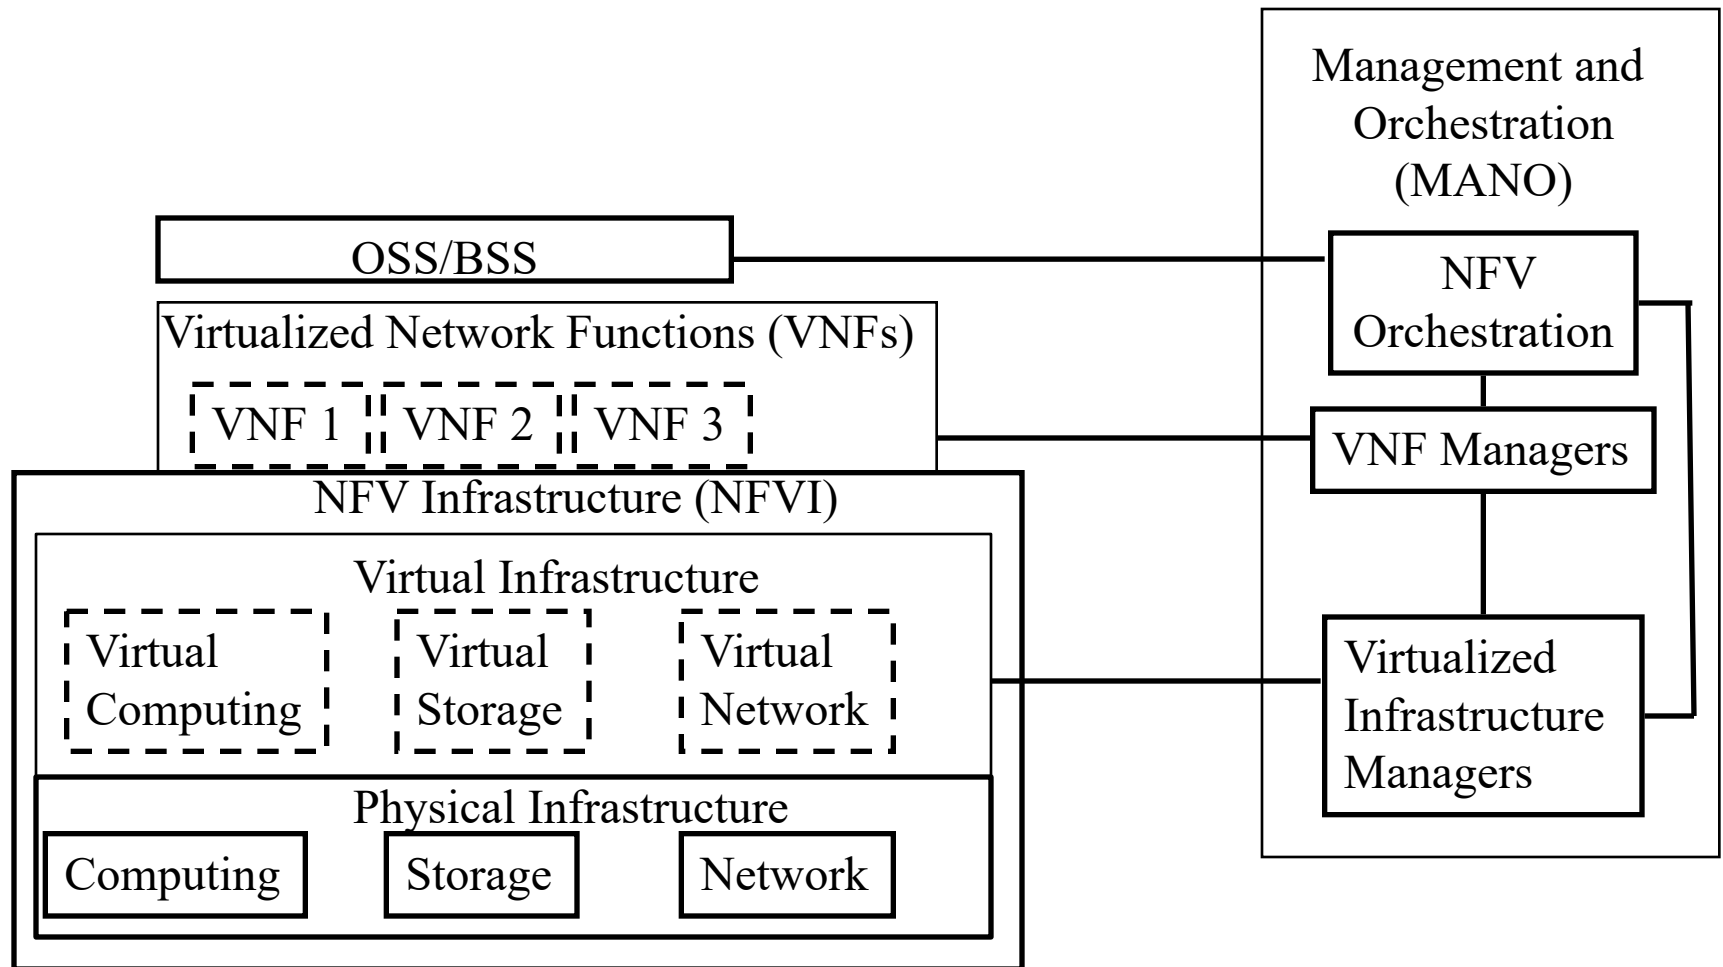 Management and
Orchestration
(MANO)
OSS/BSS
NFV
Orchestration
Virtualized Network Functions (VNFs)
VNF 1
VNF 2
VNF 3
VNF Managers
NFV Infrastructure (NFVI)
Virtual Infrastructure
Virtual
Computing
Virtual
Storage
Virtual
Network
Virtualized
Infrastructure
Managers
Physical Infrastructure
Computing
Storage
Network